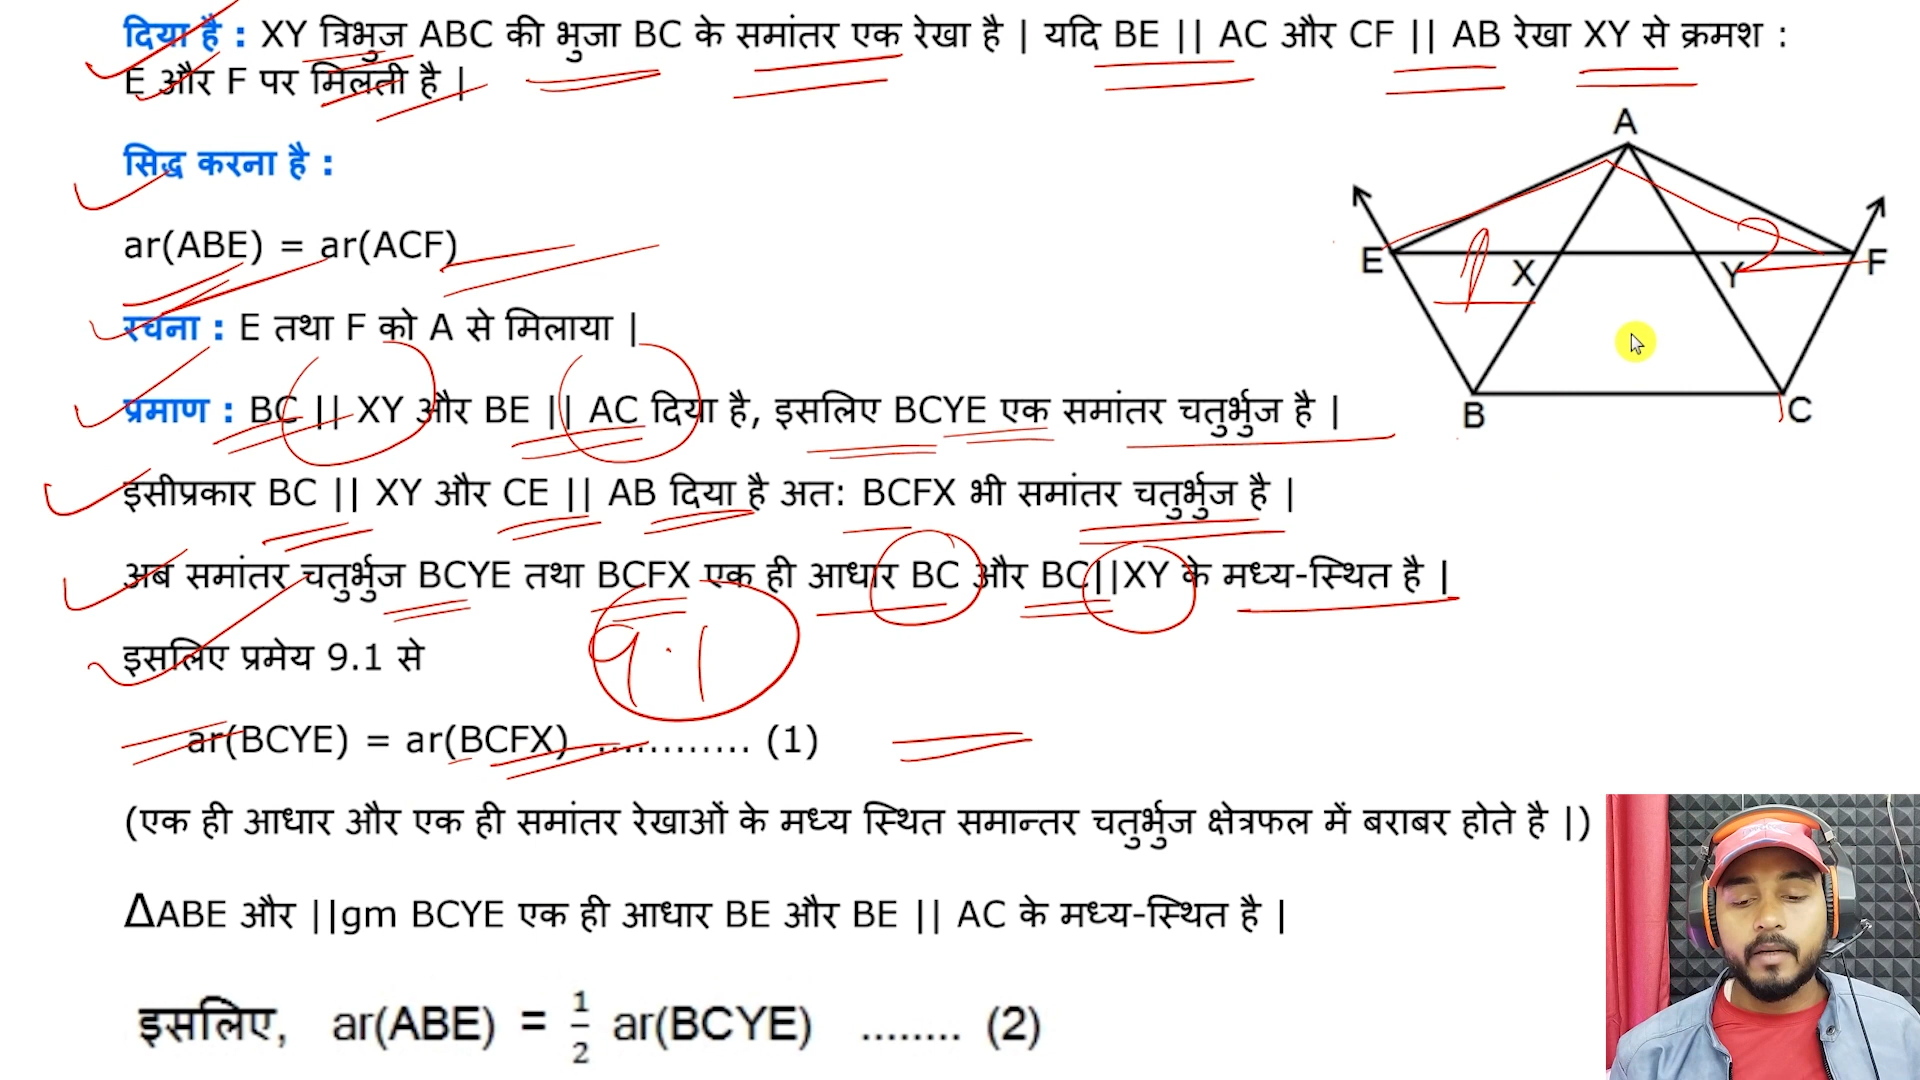 दिया है : XY त्रिभुज ABC की भुजा BC के समांतर एक रेखा है | यदि BE || AC और CF || AB रेखा XY से क्रमश :
E और F पर मिलती है |
सिद्ध करना है :
ar(ABE) = ar(ACF)
रचना : E तथा F को A से मिलाया |
प्रमाण : BC || XY और BE || AC दिया है, इसलिए BCYE एक समांतर चतुर्भुज है |
इसीप्रकार BC || XY और CE || AB दिया है अत: BCFX भी समांतर चतुर्भुज है |
अब समांतर चतुर्भुज BCYE तथा BCFX एक ही आधार BC और BC||XY के मध्य-स्थित है |
इसलिए प्रमेय 9.1 से
9.1
ar(BCYE) = ar(BCFX) ............ (1)
(एक ही आधार और एक ही समांतर रेखाओं के मध्य स्थित समान्तर चतुर्भुज क्षेत्रफल में बराबर होते है |)
ΔABE और ||gm BCYE एक ही आधार BE और BE || AC के मध्य-स्थित है |
इसलिए, ar(ABE) = 1/2 ar(BCYE) ........ (2)
A
E X Y F
1 2
B C